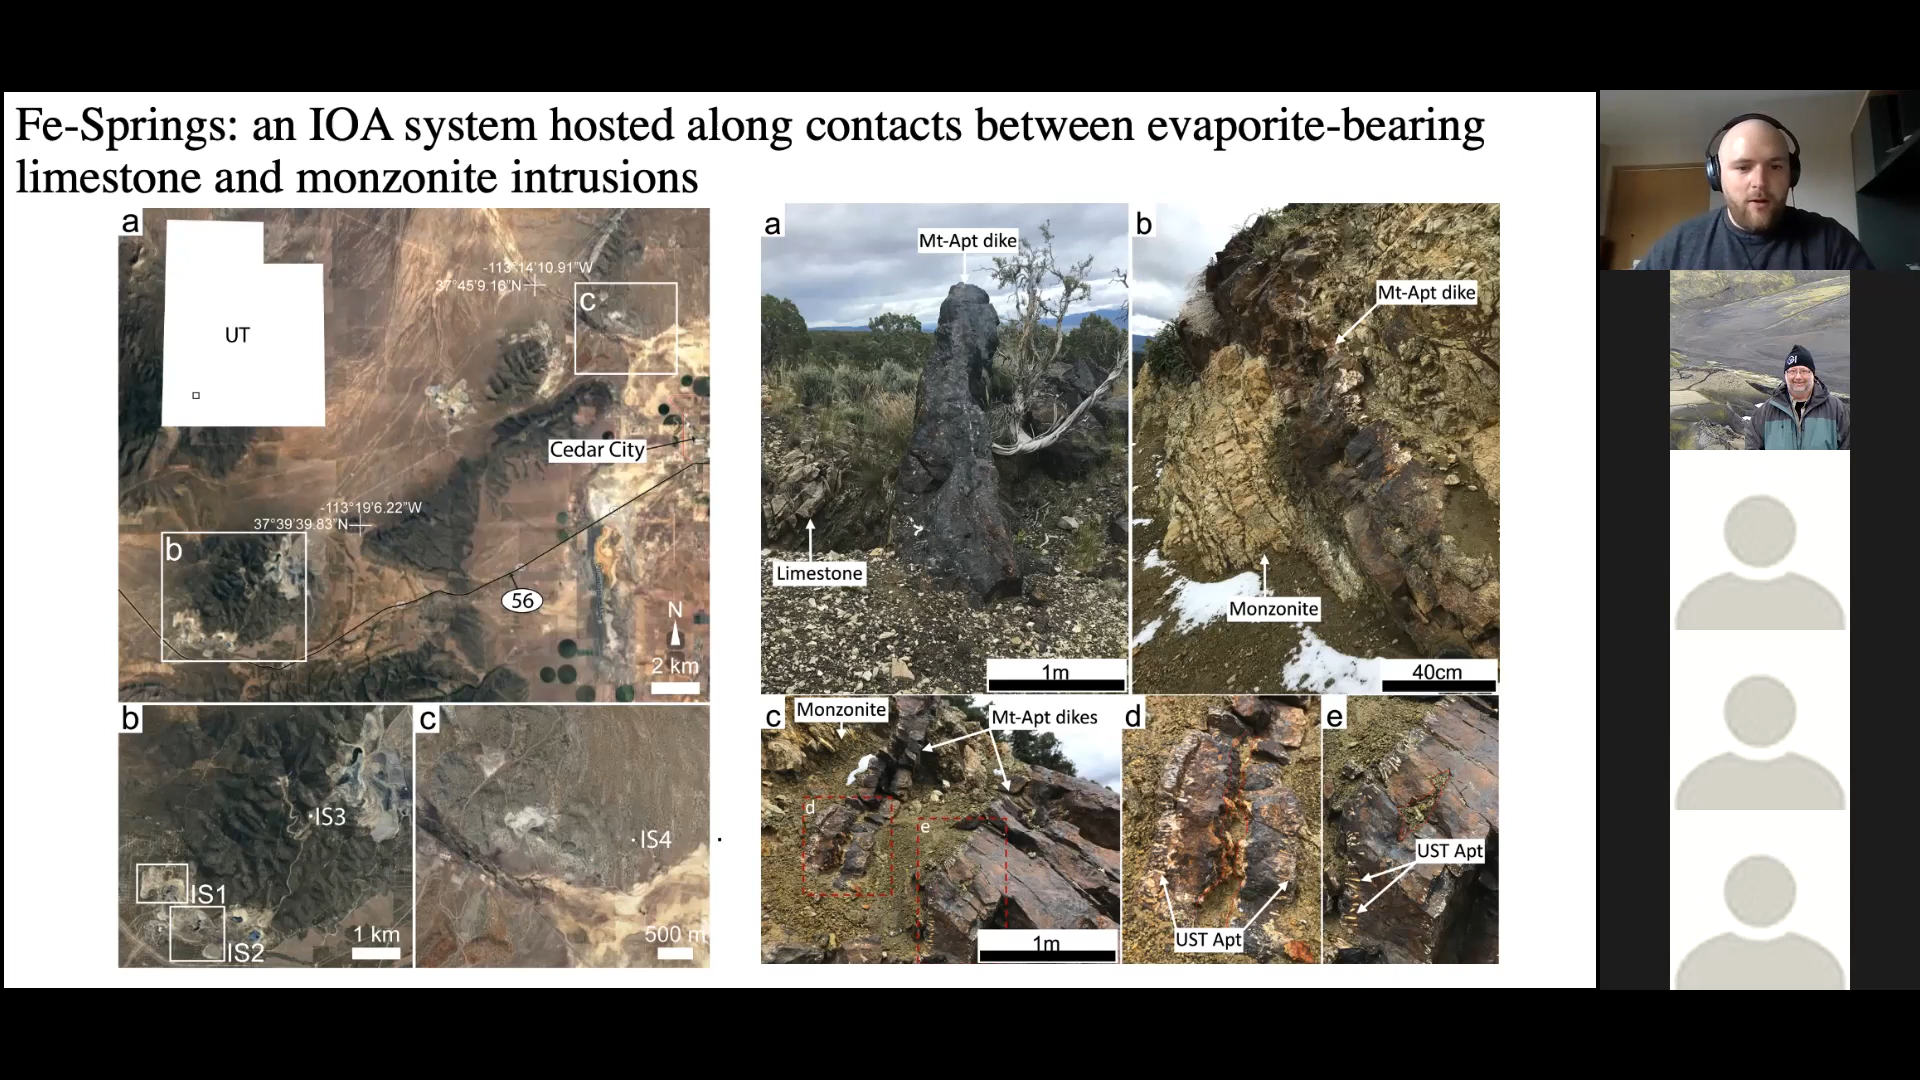 Fe-Springs: an IOA system hosted along contacts between evaporite-bearing
limestone and monzonite intrusions
a
UT
-113°14'10.91"W
37°45'9.16"N
c
Cedar City
-113°19'6.22"W
37°39'39.83"N
b
56
N
2 km
b
IS3
IS1
IS2
1 km
c
IS4
500 m
a
Mt-Apt dike
Limestone
1m
b
Mt-Apt dike
Monzonite
40cm
c
Monzonite
Mt-Apt dikes
d
e
1m
d
UST Apt
e
UST Apt